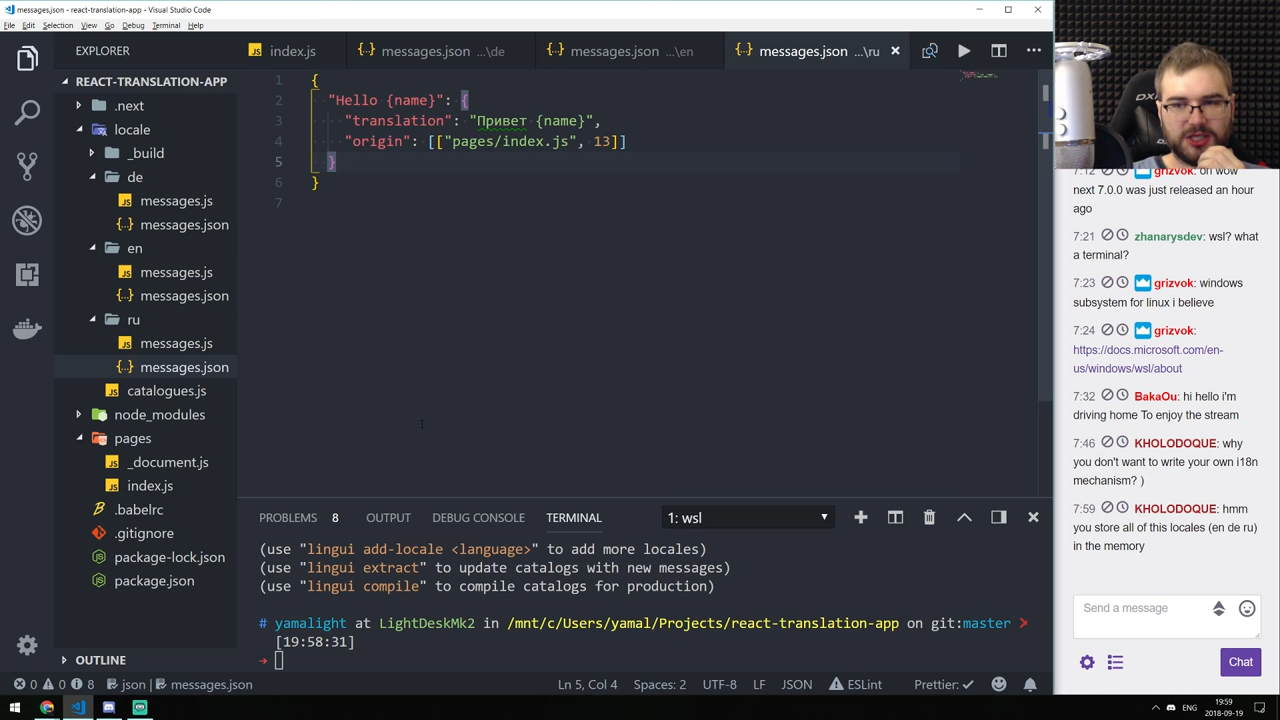 messages.json - react-translation-app - Visual Studio Code
File Edit Selection View Go Debug Terminal Help
EXPLORER
index.js
messages.json ...\de
messages.json ...\en
messages.json ...\ru
REACT-TRANSLATION-APP
.next
locale
_build
de
messages.js
messages.json
en
messages.js
messages.json
ru
messages.js
messages.json
catalogues.js
node_modules
pages
_document.js
index.js
.babelrc
.gitignore
package-lock.json
package.json
OUTLINE
1 {
2 "Hello {name}": {
3 "translation": "Привет {name}",
4 "origin": [["pages/index.js", 13]]
5 }
6 }
7
PROBLEMS 8 OUTPUT DEBUG CONSOLE TERMINAL 1: wsl
(use "lingui add-locale <language>" to add more locales)
(use "lingui extract" to update catalogs with new messages)
(use "lingui compile" to compile catalogs for production)
# yamalight at LightDeskMk2 in /mnt/c/Users/yamal/Projects/react-translation-app on git:master
[19:58:31]
0 0 8 json messages.json Ln 5, Col 4 Spaces: 2 UTF-8 LF JSON ESLint Prettier:
7:12 grizvok: oh wow
next 7.0.0 was just released an hour
ago
7:21 zhanarysdev: wsl? what
a terminal?
7:23 grizvok: windows
subsystem for linux i believe
7:24 grizvok:
https://docs.microsoft.com/en-
us/windows/wsl/about
7:32 BakaOu: hi hello i'm
driving home To enjoy the stream
7:46 KHOLODOQUE: why
you don't want to write your own i18n
mechanism? )
7:59 KHOLODOQUE: hmm
you store all of this locales (en de ru)
in the memory
Send a message
Chat
ENG
19:59
2018-09-19